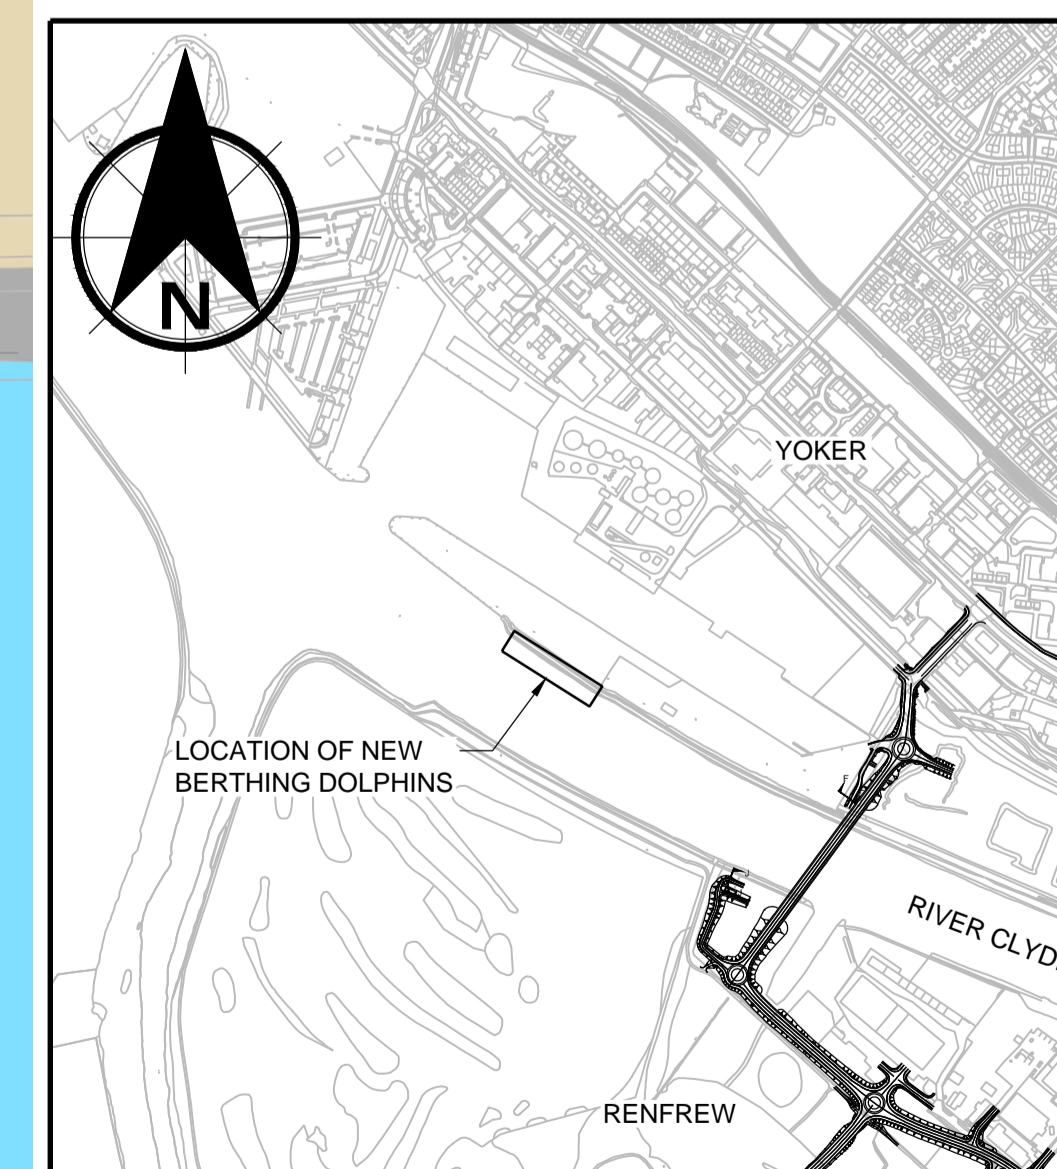 N
YOKER
LOCATION OF NEW
BERTHING DOLPHINS
RIVER CLYD
RENFREW